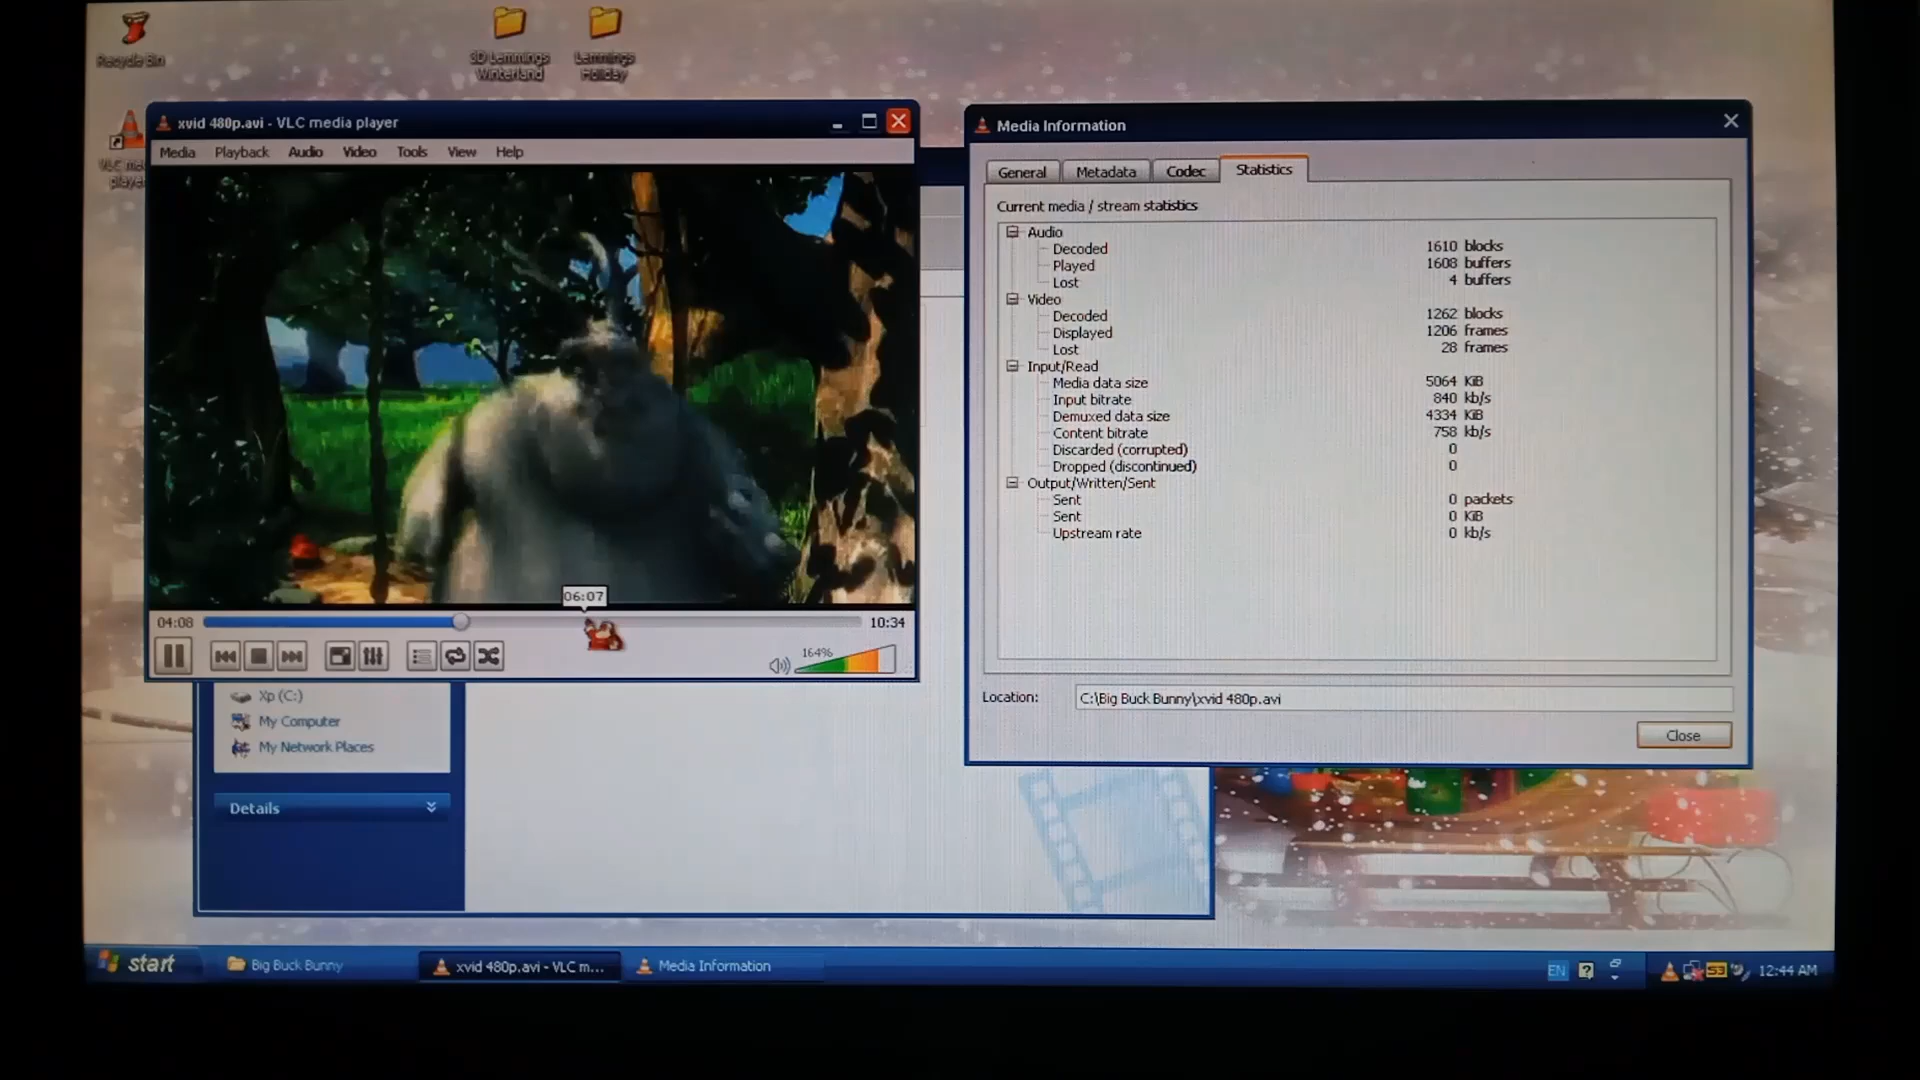 Recycle Bin
3D Lemmings Winterland
Lemmings Holiday
VLC me
player
xvid 480p.avi - VLC media player
Media Playback Audio Video Tools View Help
06:07
04:08
10:34
164%
Xp (C:)
My Computer
My Network Places
Details
Media Information
General Metadata Codec Statistics
Current media / stream statistics
Audio
Decoded 1610 blocks
Played 1608 buffers
Lost 4 buffers
Video
Decoded 1262 blocks
Displayed 1206 frames
Lost 28 frames
Input/Read
Media data size 5064 KiB
Input bitrate 840 kb/s
Demuxed data size 4334 KiB
Content bitrate 758 kb/s
Discarded (corrupted) 0
Dropped (discontinued) 0
Output/Written/Sent
Sent 0 packets
Sent 0 KiB
Upstream rate 0 kb/s
Location: C:\Big Buck Bunny\xvid 480p.avi
Close
start
Big Buck Bunny
xvid 480p.avi - VLC m...
Media Information
EN
S3
12:44 AM